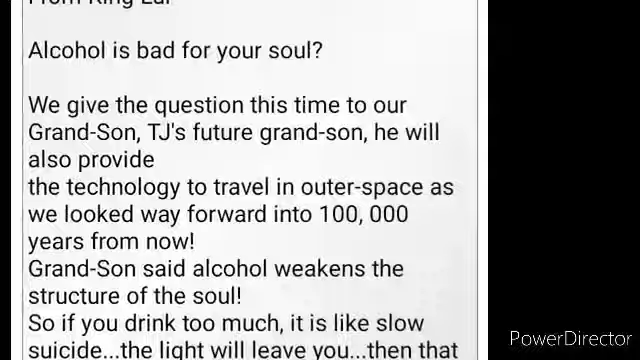 From King Lui
Alcohol is bad for your soul?
We give the question this time to our
Grand-Son, TJ's future grand-son, he will
also provide
the technology to travel in outer-space as
we looked way forward into 100, 000
years from now!
Grand-Son said alcohol weakens the
structure of the soul!
So if you drink too much, it is like slow
suicide...the light will leave you...then that
PowerDirector